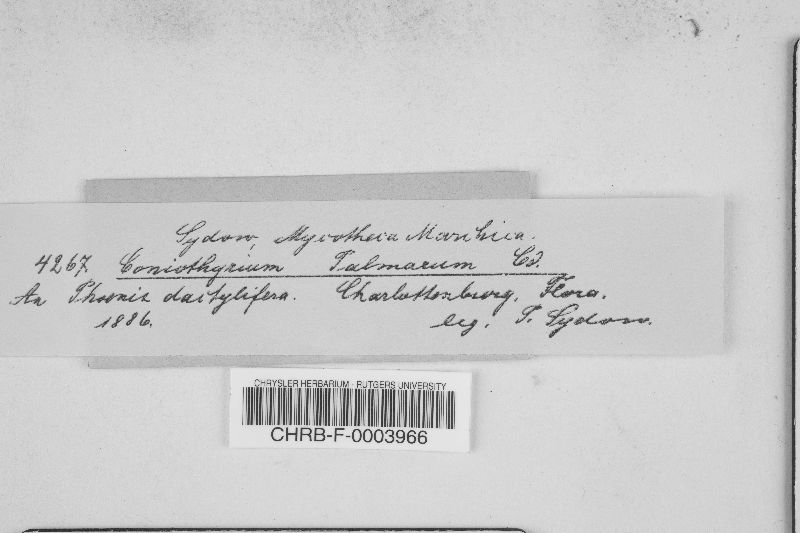 Sydow, Mycotheca Marchica.
4267 Coniothyrium Palmarum Cd.
An Phoenix dactylifera. Charlottenburg, Flora.
1886. leg. P. Sydow.
CHRYSLER HERBARIUM - RUTGERS UNIVERSITY
CHRB-F-0003966